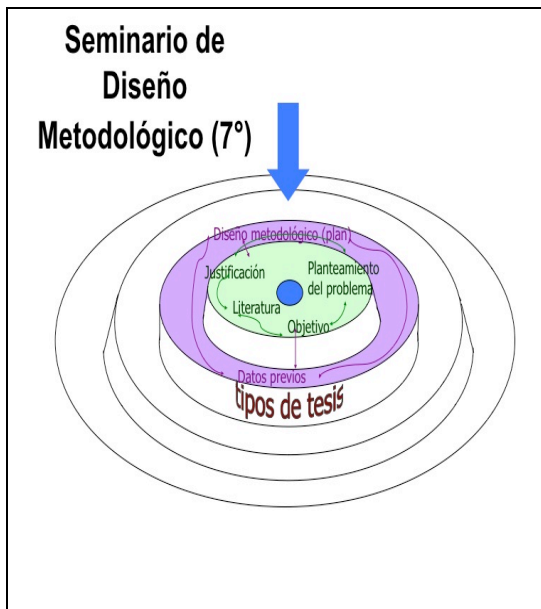 Seminario de
Diseño
Metodológico (7°)
Diseño metodológico (plan)
Justificación
Planteamiento
del problema
Literatura
Objetivo
Datos previos
tipos de tesis